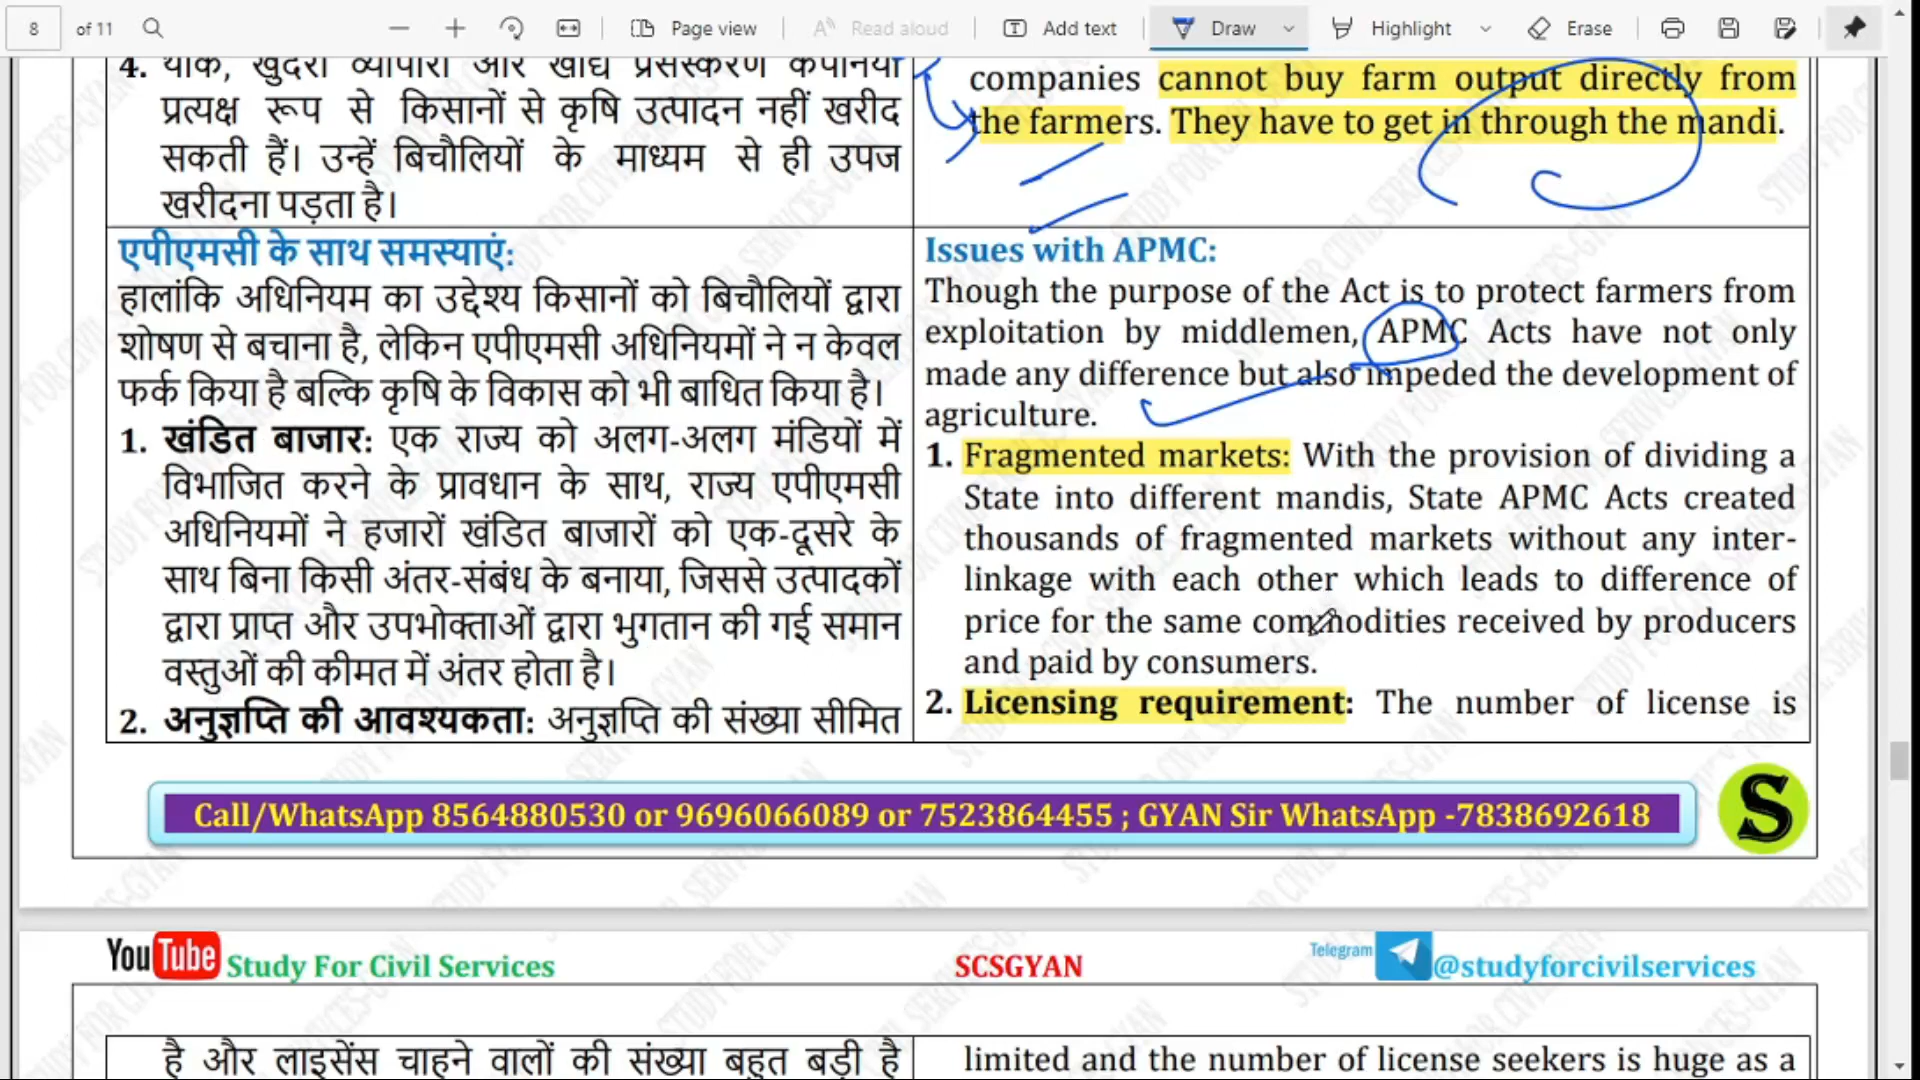 8 of 11 Page view Read aloud Add text Draw Highlight Erase
4. थोक, खुदरा व्यापारी और खाद्य प्रसंस्करण कंपनियां
प्रत्यक्ष रूप से किसानों से कृषि उत्पादन नहीं खरीद
सकती हैं। उन्हें बिचौलियों के माध्यम से ही उपज
खरीदना पड़ता है।
companies cannot buy farm output directly from
the farmers. They have to get in through the mandi.
एपीएमसी के साथ समस्याएं:
हालांकि अधिनियम का उद्देश्य किसानों को बिचौलियों द्वारा
शोषण से बचाना है, लेकिन एपीएमसी अधिनियमों ने न केवल
फर्क किया है बल्कि कृषि के विकास को भी बाधित किया है।
1. खंडित बाजार: एक राज्य को अलग-अलग मंडियों में
विभाजित करने के प्रावधान के साथ, राज्य एपीएमसी
अधिनियमों ने हजारों खंडित बाजारों को एक-दूसरे के
साथ बिना किसी अंतर-संबंध के बनाया, जिससे उत्पादकों
द्वारा प्राप्त और उपभोक्ताओं द्वारा भुगतान की गई समान
वस्तुओं की कीमत में अंतर होता है।
2. अनुज्ञप्ति की आवश्यकता: अनुज्ञप्ति की संख्या सीमित
Issues with APMC:
Though the purpose of the Act is to protect farmers from
exploitation by middlemen, APMC Acts have not only
made any difference but also impeded the development of
agriculture.
1. Fragmented markets: With the provision of dividing a
State into different mandis, State APMC Acts created
thousands of fragmented markets without any inter-
linkage with each other which leads to difference of
price for the same commodities received by producers
and paid by consumers.
2. Licensing requirement: The number of license is
Call/WhatsApp 8564880530 or 9696066089 or 7523864455 ; GYAN Sir WhatsApp -7838692618
S
YouTube Study For Civil Services SCSGYAN Telegram @studyforcivilservices
है और लाइसेंस चाहने वालों की संख्या बहुत बड़ी है
limited and the number of license seekers is huge as a